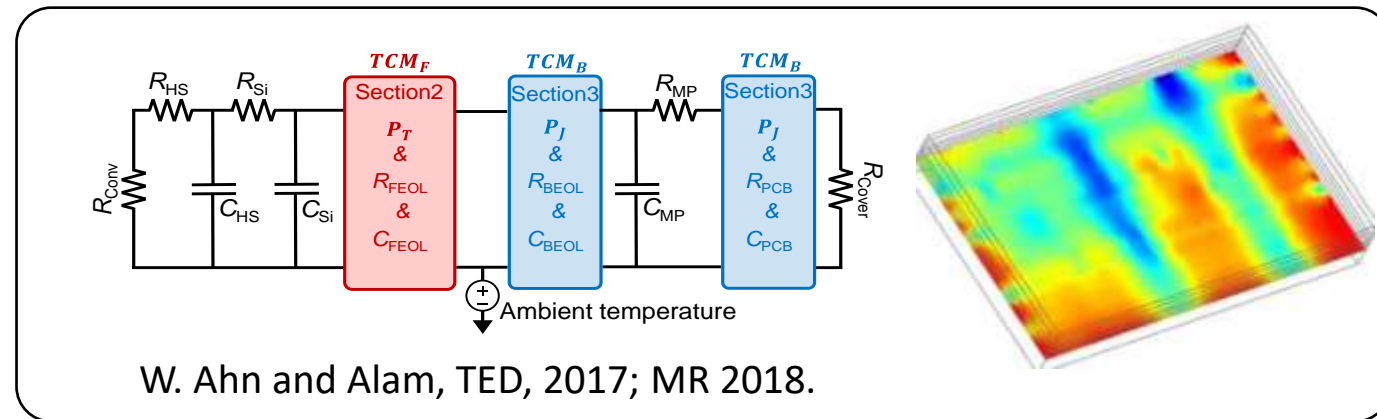 TCM_F
TCM_B
TCM_B
R_HS
R_Si
R_MP
Section2
P_T
&
R_FEOL
&
C_FEOL
Section3
P_J
&
R_BEOL
&
C_BEOL
Section3
P_J
&
R_PCB
&
C_PCB
R_Conv
C_HS
C_Si
C_MP
R_Cover
+
−
Ambient temperature
W. Ahn and Alam, TED, 2017; MR 2018.